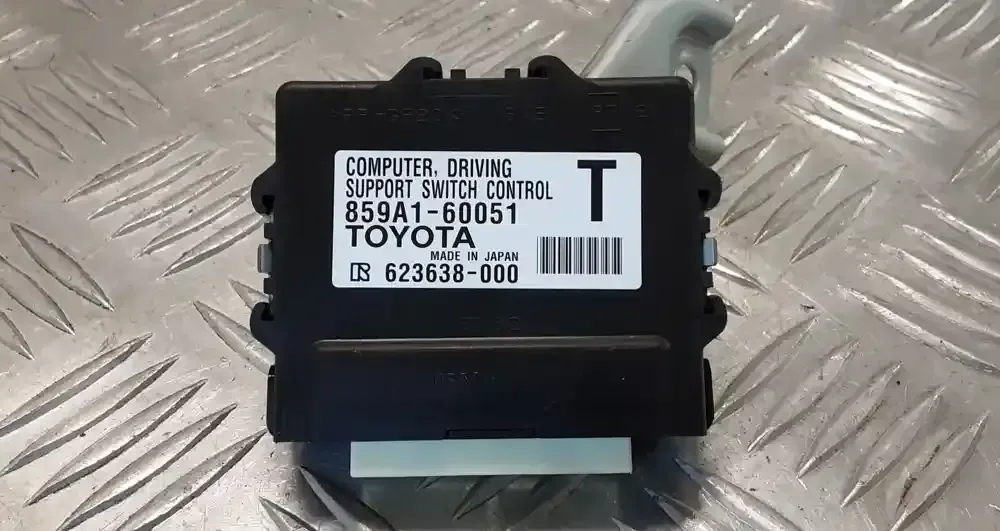 COMPUTER, DRIVING
SUPPORT SWITCH CONTROL
T
859A1-60051
TOYOTA
MADE IN JAPAN
R 623638-000